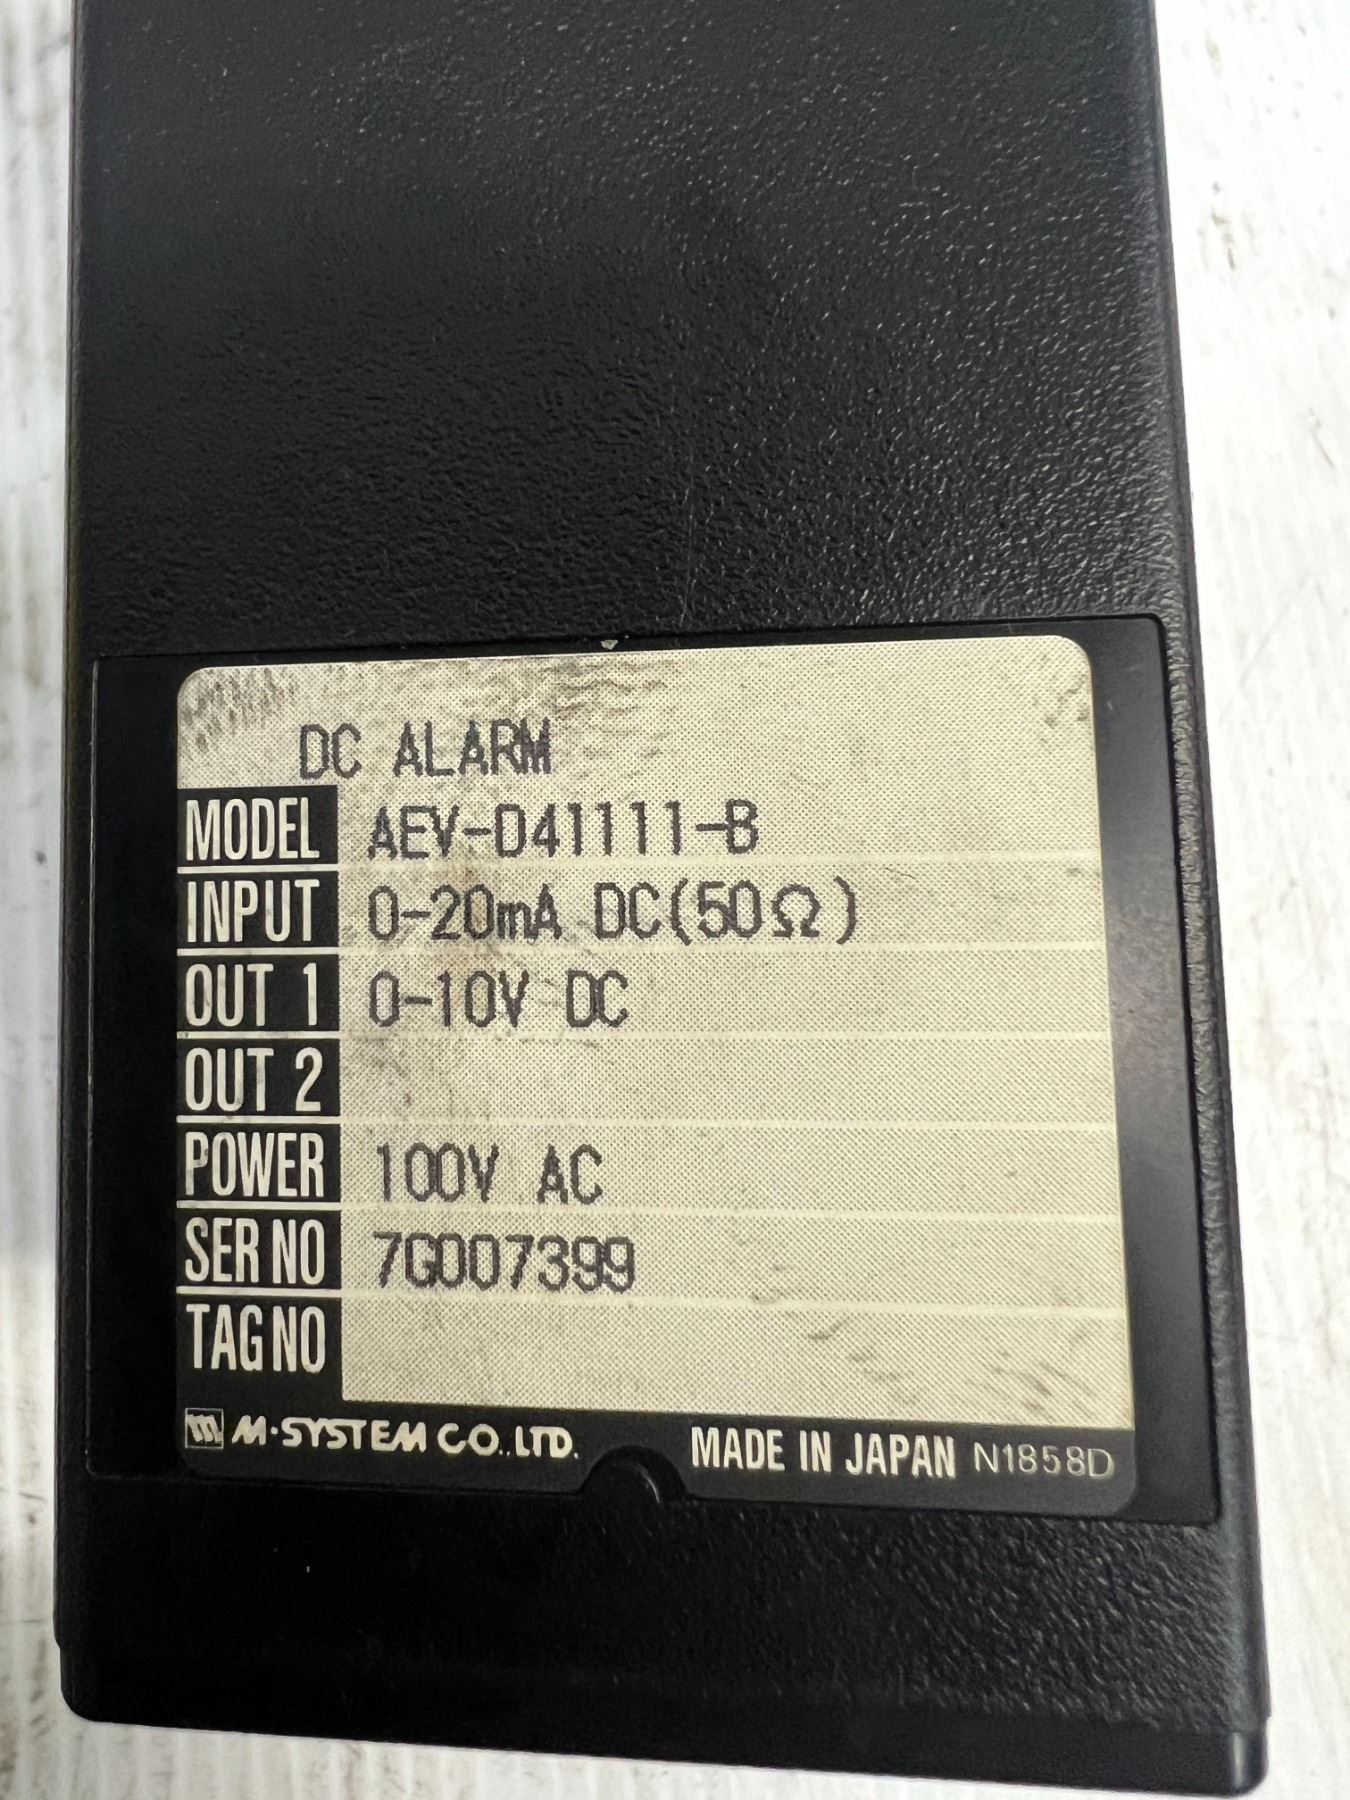 DC ALARM
MODEL AEV-D41111-B
INPUT 0-20mA DC(50Ω)
OUT 1 0-10V DC
OUT 2
POWER 100V AC
SER NO 7G007399
TAG NO
M-SYSTEM CO.,LTD. MADE IN JAPAN N1858D